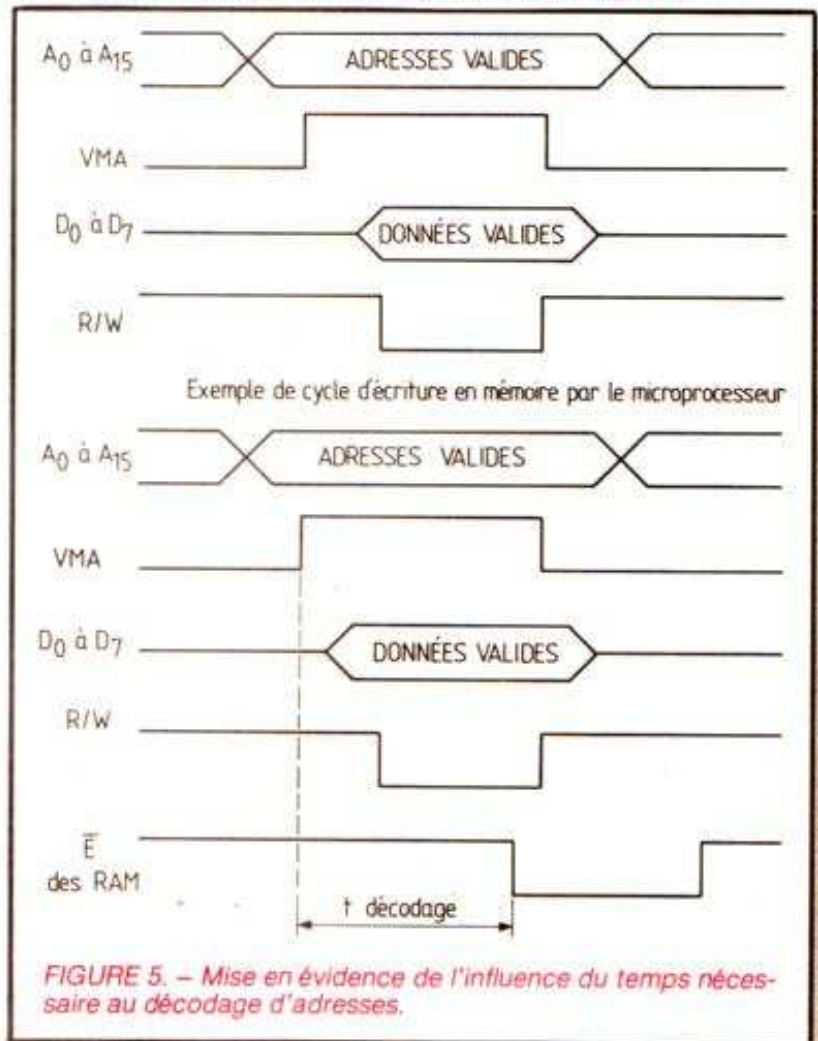 A0 à A15
ADRESSES VALIDES
VMA
D0 à D7
DONNÉES VALIDES
R/W
Exemple de cycle d'écriture en mémoire par le microprocesseur
A0 à A15
ADRESSES VALIDES
VMA
D0 à D7
DONNÉES VALIDES
R/W
E
des RAM
t décodage
FIGURE 5. – Mise en évidence de l'influence du temps néces-
saire au décodage d'adresses.